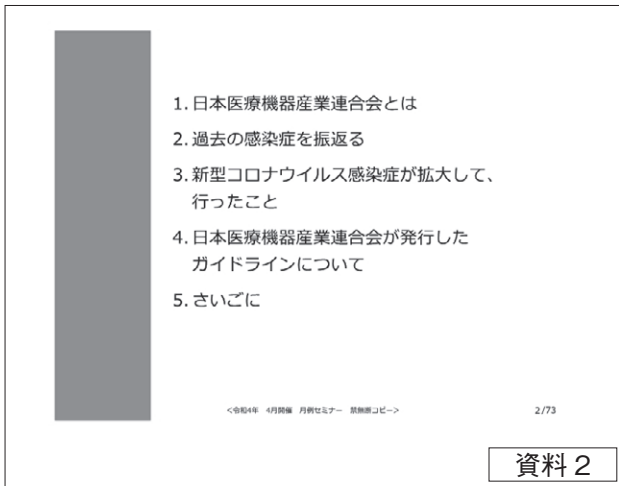 1. 日本医療機器産業連合会とは
2. 過去の感染症を振返る
3. 新型コロナウイルス感染症が拡大して、
行ったこと
4. 日本医療機器産業連合会が発行した
ガイドラインについて
5. さいごに
<令和4年 4月開催 月例セミナー 禁無断コピー>
2/73
資料2